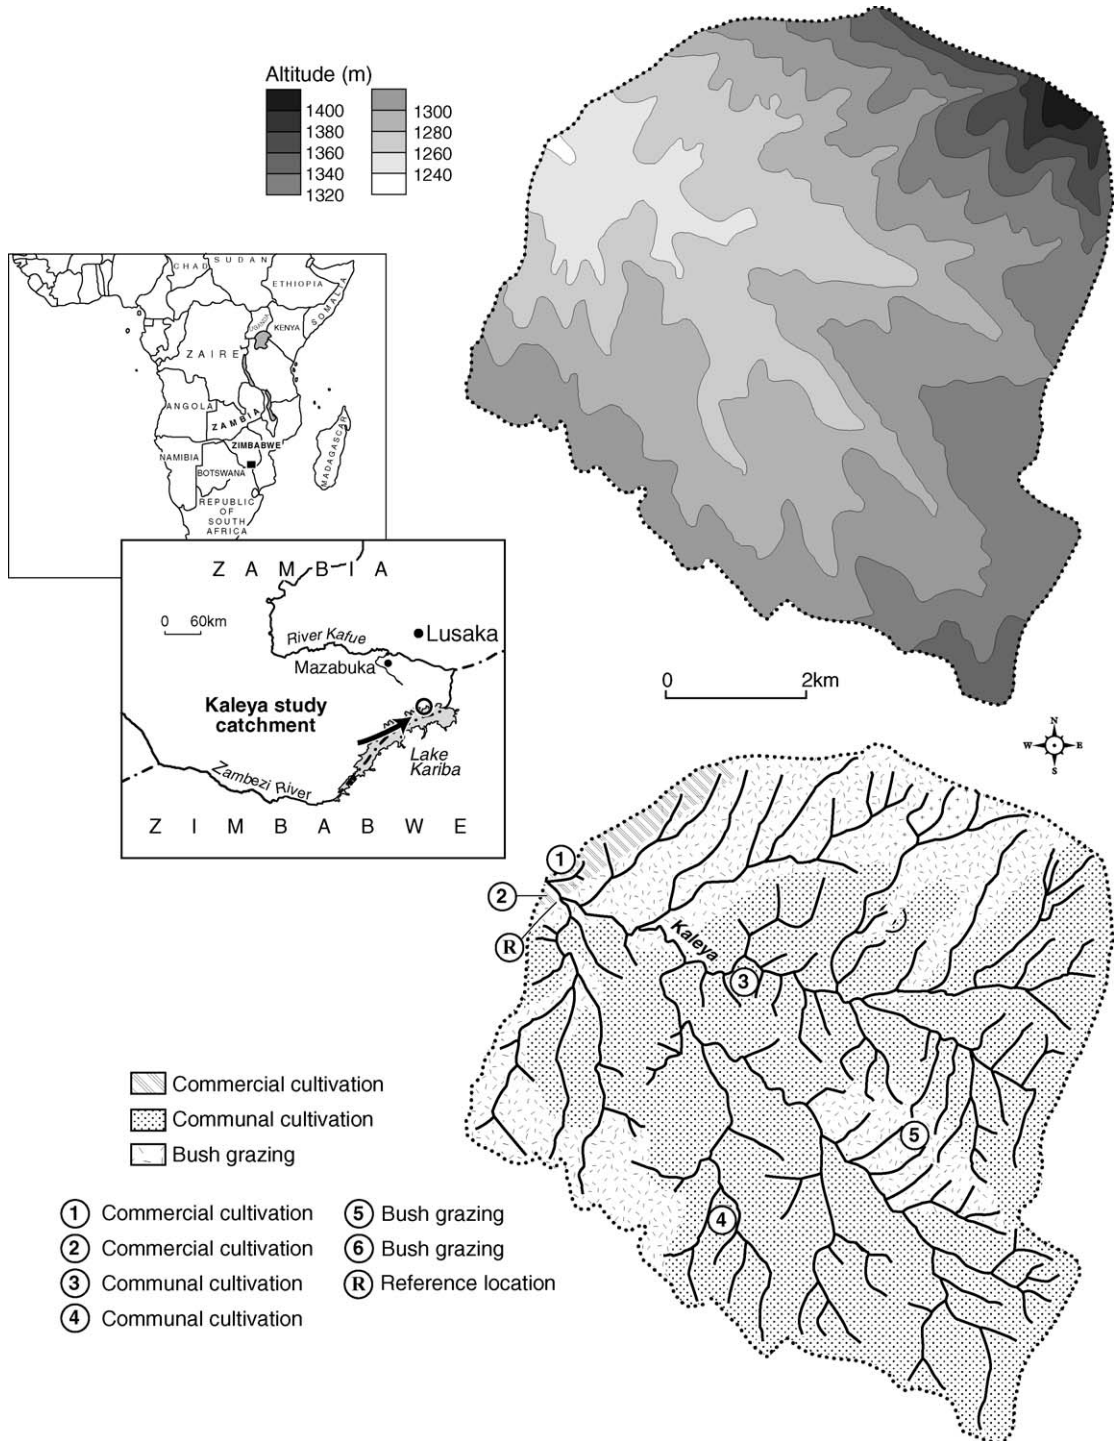 Altitude (m)
1400
1380
1360
1340
1320
1300
1280
1260
1240
CHAD
SUDAN
ETHIOPIA
SOMALIA
UGANDA
KENYA
ZAIRE
ANGOLA
ZAMBIA
ZIMBABWE
NAMIBIA
BOTSWANA
MADAGASCAR
REPUBLIC
OF
SOUTH
AFRICA
ZAMBIA
0 60km
River Kafue
Lusaka
Mazabuka
Kaleya study
catchment
Lake
Kariba
Zambezi River
ZIMBABWE
0 2km
N
W E
S
1
2
R
Kaleya
3
5
4
Commercial cultivation
Communal cultivation
Bush grazing
1 Commercial cultivation
2 Commercial cultivation
3 Communal cultivation
4 Communal cultivation
5 Bush grazing
6 Bush grazing
R Reference location